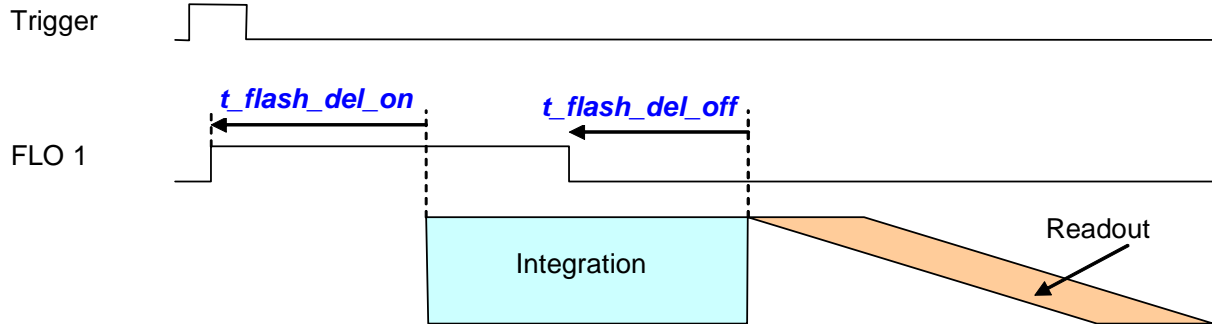 Trigger
t_flash_del_on
t_flash_del_off
FLO 1
Readout
Integration